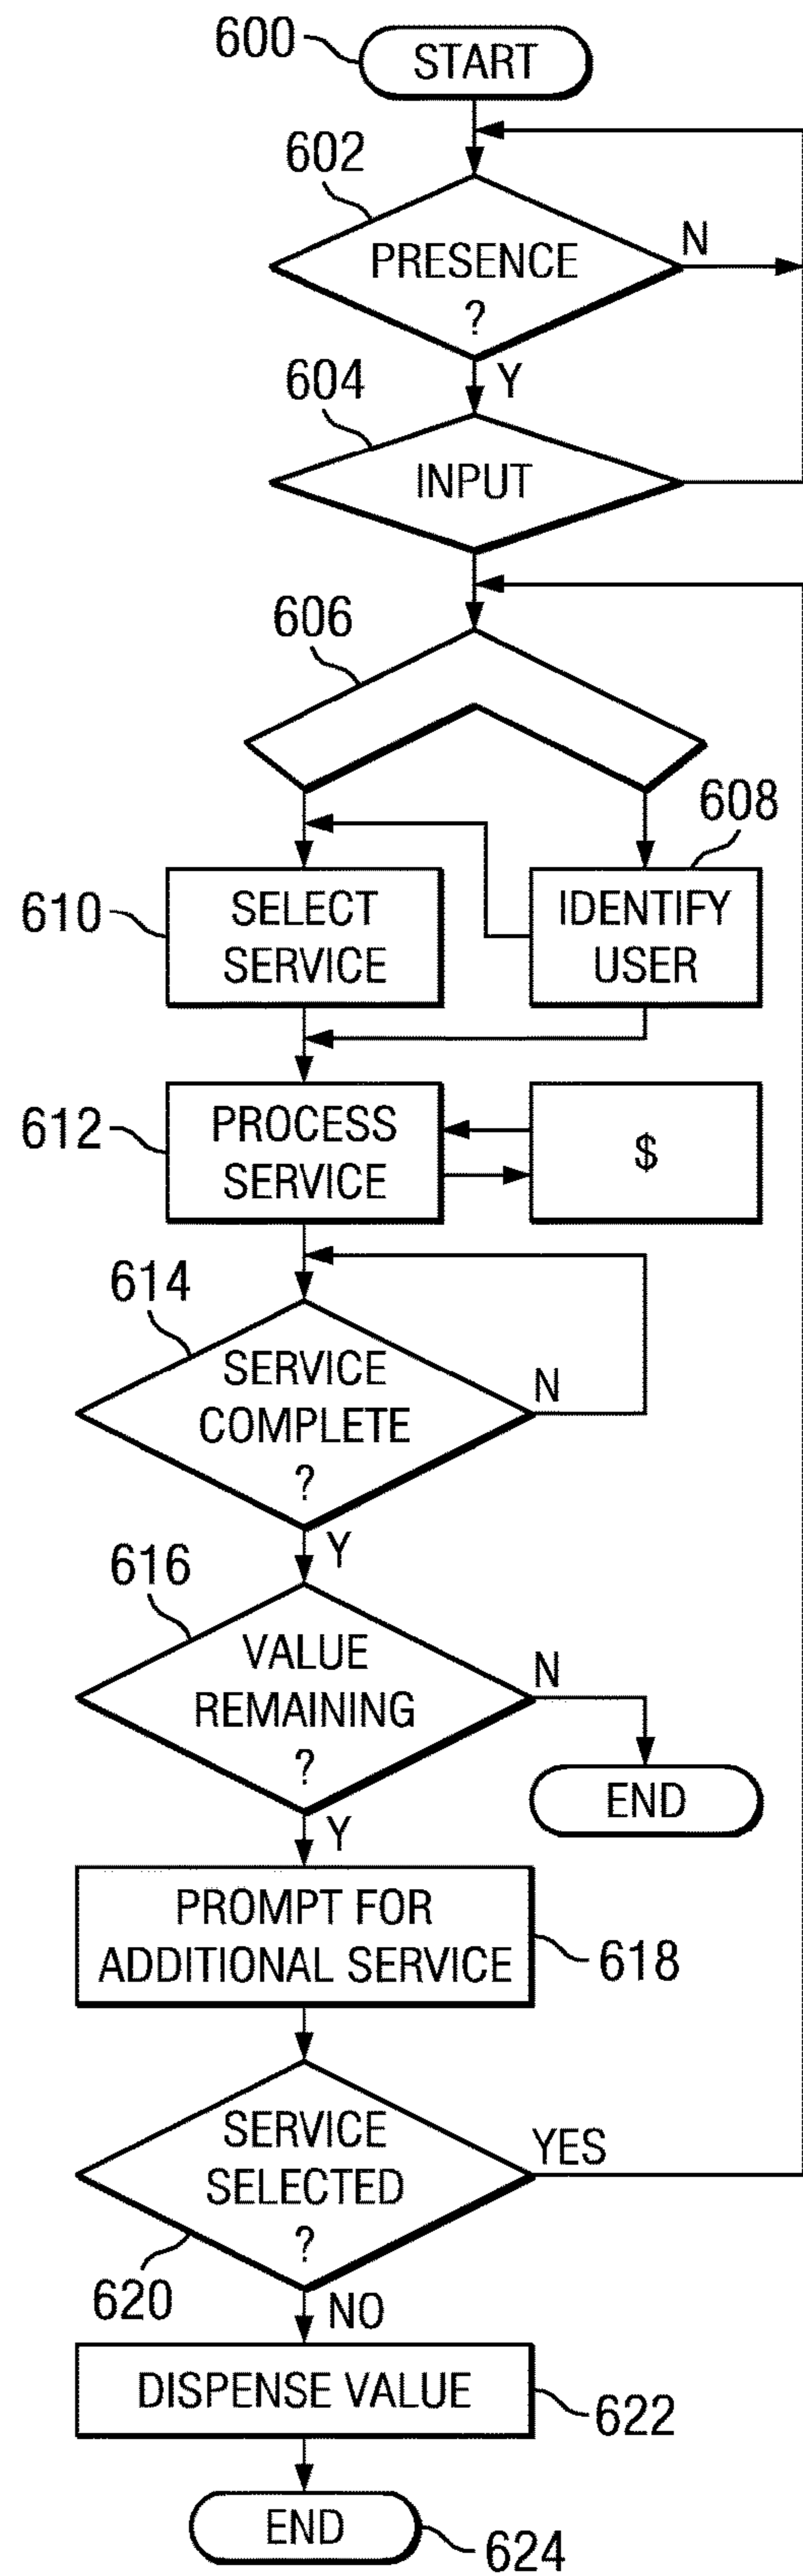 600
START
602
PRESENCE
?
N
Y
604
INPUT
606
608
610
SELECT
SERVICE
IDENTIFY
USER
612
PROCESS
SERVICE
$
614
SERVICE
COMPLETE
?
N
Y
616
VALUE
REMAINING
?
N
END
Y
PROMPT FOR
ADDITIONAL SERVICE
618
SERVICE
SELECTED
?
YES
620
NO
DISPENSE VALUE
622
END
624